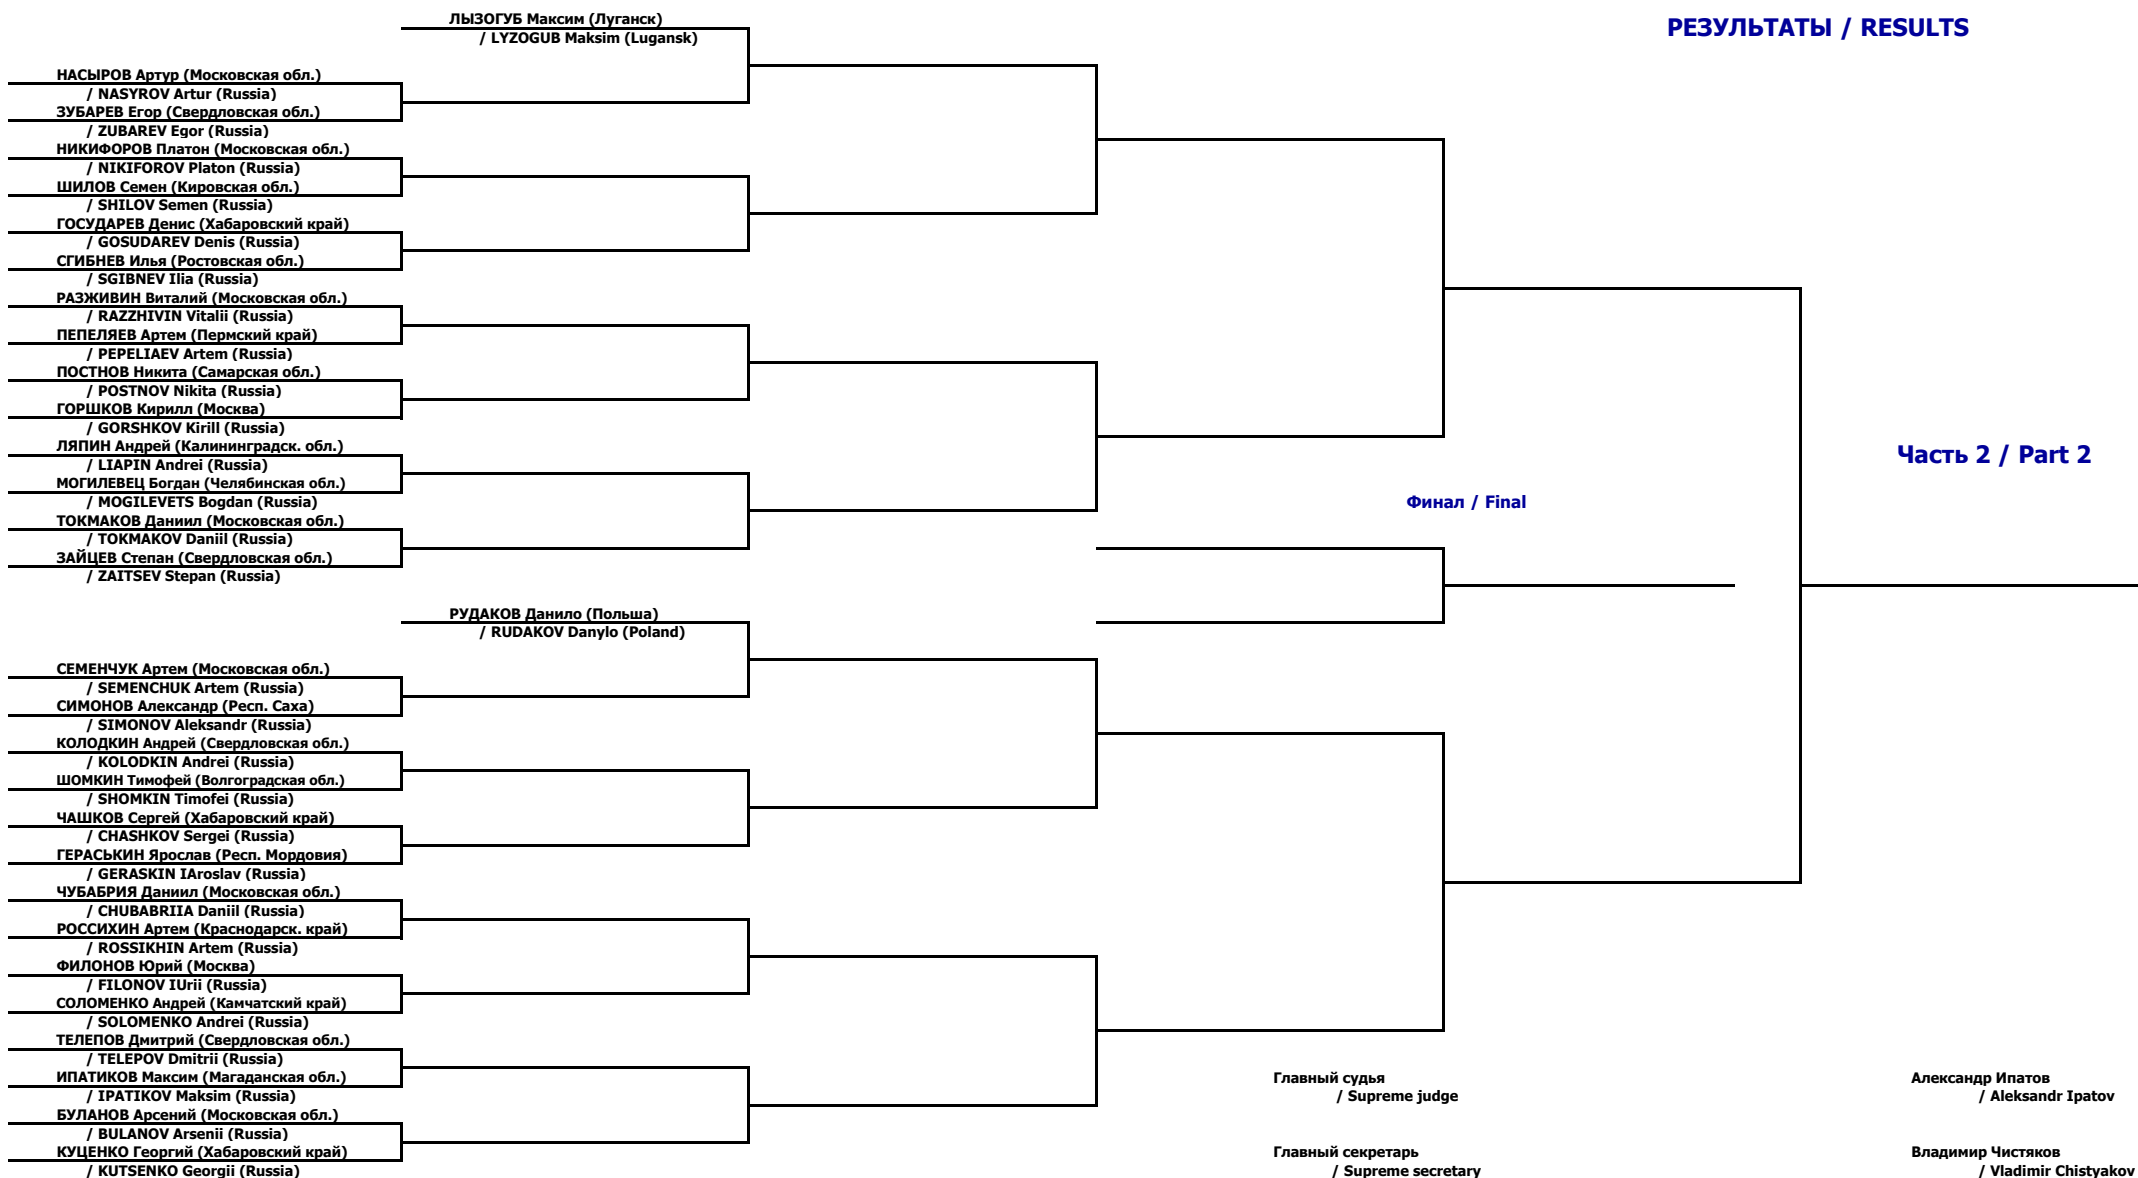 ЛЫЗОГУБ Максим (Луганск)
/ LYZOGUB Maksim (Lugansk)
РЕЗУЛЬТАТЫ / RESULTS
НАСЫРОВ Артур (Московская обл.)
/ NASYROV Artur (Russia)
ЗУБАРЕВ Егор (Свердловская обл.)
/ ZUBAREV Egor (Russia)
НИКИФОРОВ Платон (Московская обл.)
/ NIKIFOROV Platon (Russia)
ШИЛОВ Семен (Кировская обл.)
/ SHILOV Semen (Russia)
ГОСУДАРЕВ Денис (Хабаровский край)
/ GOSUDAREV Denis (Russia)
СГИБНЕВ Илья (Ростовская обл.)
/ SGIBNEV Ilia (Russia)
РАЗЖИВИН Виталий (Московская обл.)
/ RAZZHIVIN Vitalii (Russia)
ПЕПЕЛЯЕВ Артем (Пермский край)
/ PEPELIAEV Artem (Russia)
ПОСТНОВ Никита (Самарская обл.)
/ POSTNOV Nikita (Russia)
ГОРШКОВ Кирилл (Москва)
/ GORSHKOV Kirill (Russia)
ЛЯПИН Андрей (Калининградск. обл.)
/ LIAPIN Andrei (Russia)
МОГИЛЕВЕЦ Богдан (Челябинская обл.)
/ MOGILEVETS Bogdan (Russia)
ТОКМАКОВ Даниил (Московская обл.)
/ TOKMAKOV Daniil (Russia)
ЗАЙЦЕВ Степан (Свердловская обл.)
/ ZAITSEV Stepan (Russia)
Часть 2 / Part 2
Финал / Final
РУДАКОВ Данило (Польша)
/ RUDAKOV Danylo (Poland)
СЕМЕНЧУК Артем (Московская обл.)
/ SEMENCHUK Artem (Russia)
СИМОНОВ Александр (Респ. Саха)
/ SIMONOV Aleksandr (Russia)
КОЛОДКИН Андрей (Свердловская обл.)
/ KOLODKIN Andrei (Russia)
ШОМКИН Тимофей (Волгоградская обл.)
/ SHOMKIN Timofei (Russia)
ЧАШКОВ Сергей (Хабаровский край)
/ CHASHKOV Sergei (Russia)
ГЕРАСЬКИН Ярослав (Респ. Мордовия)
/ GERASKIN IAroslav (Russia)
ЧУБАБРИЯ Даниил (Московская обл.)
/ CHUBABRIIA Daniil (Russia)
РОССИХИН Артем (Краснодарск. край)
/ ROSSIKHIN Artem (Russia)
ФИЛОНОВ Юрий (Москва)
/ FILONOV IUrii (Russia)
СОЛОМЕНКО Андрей (Камчатский край)
/ SOLOMENKO Andrei (Russia)
ТЕЛЕПОВ Дмитрий (Свердловская обл.)
/ TELEPOV Dmitrii (Russia)
ИПАТИКОВ Максим (Магаданская обл.)
/ IPATIKOV Maksim (Russia)
БУЛАНОВ Арсений (Московская обл.)
/ BULANOV Arsenii (Russia)
КУЦЕНКО Георгий (Хабаровский край)
/ KUTSENKO Georgii (Russia)
Главный судья
/ Supreme judge
Александр Ипатов
/ Aleksandr Ipatov
Главный секретарь
/ Supreme secretary
Владимир Чистяков
/ Vladimir Chistyakov